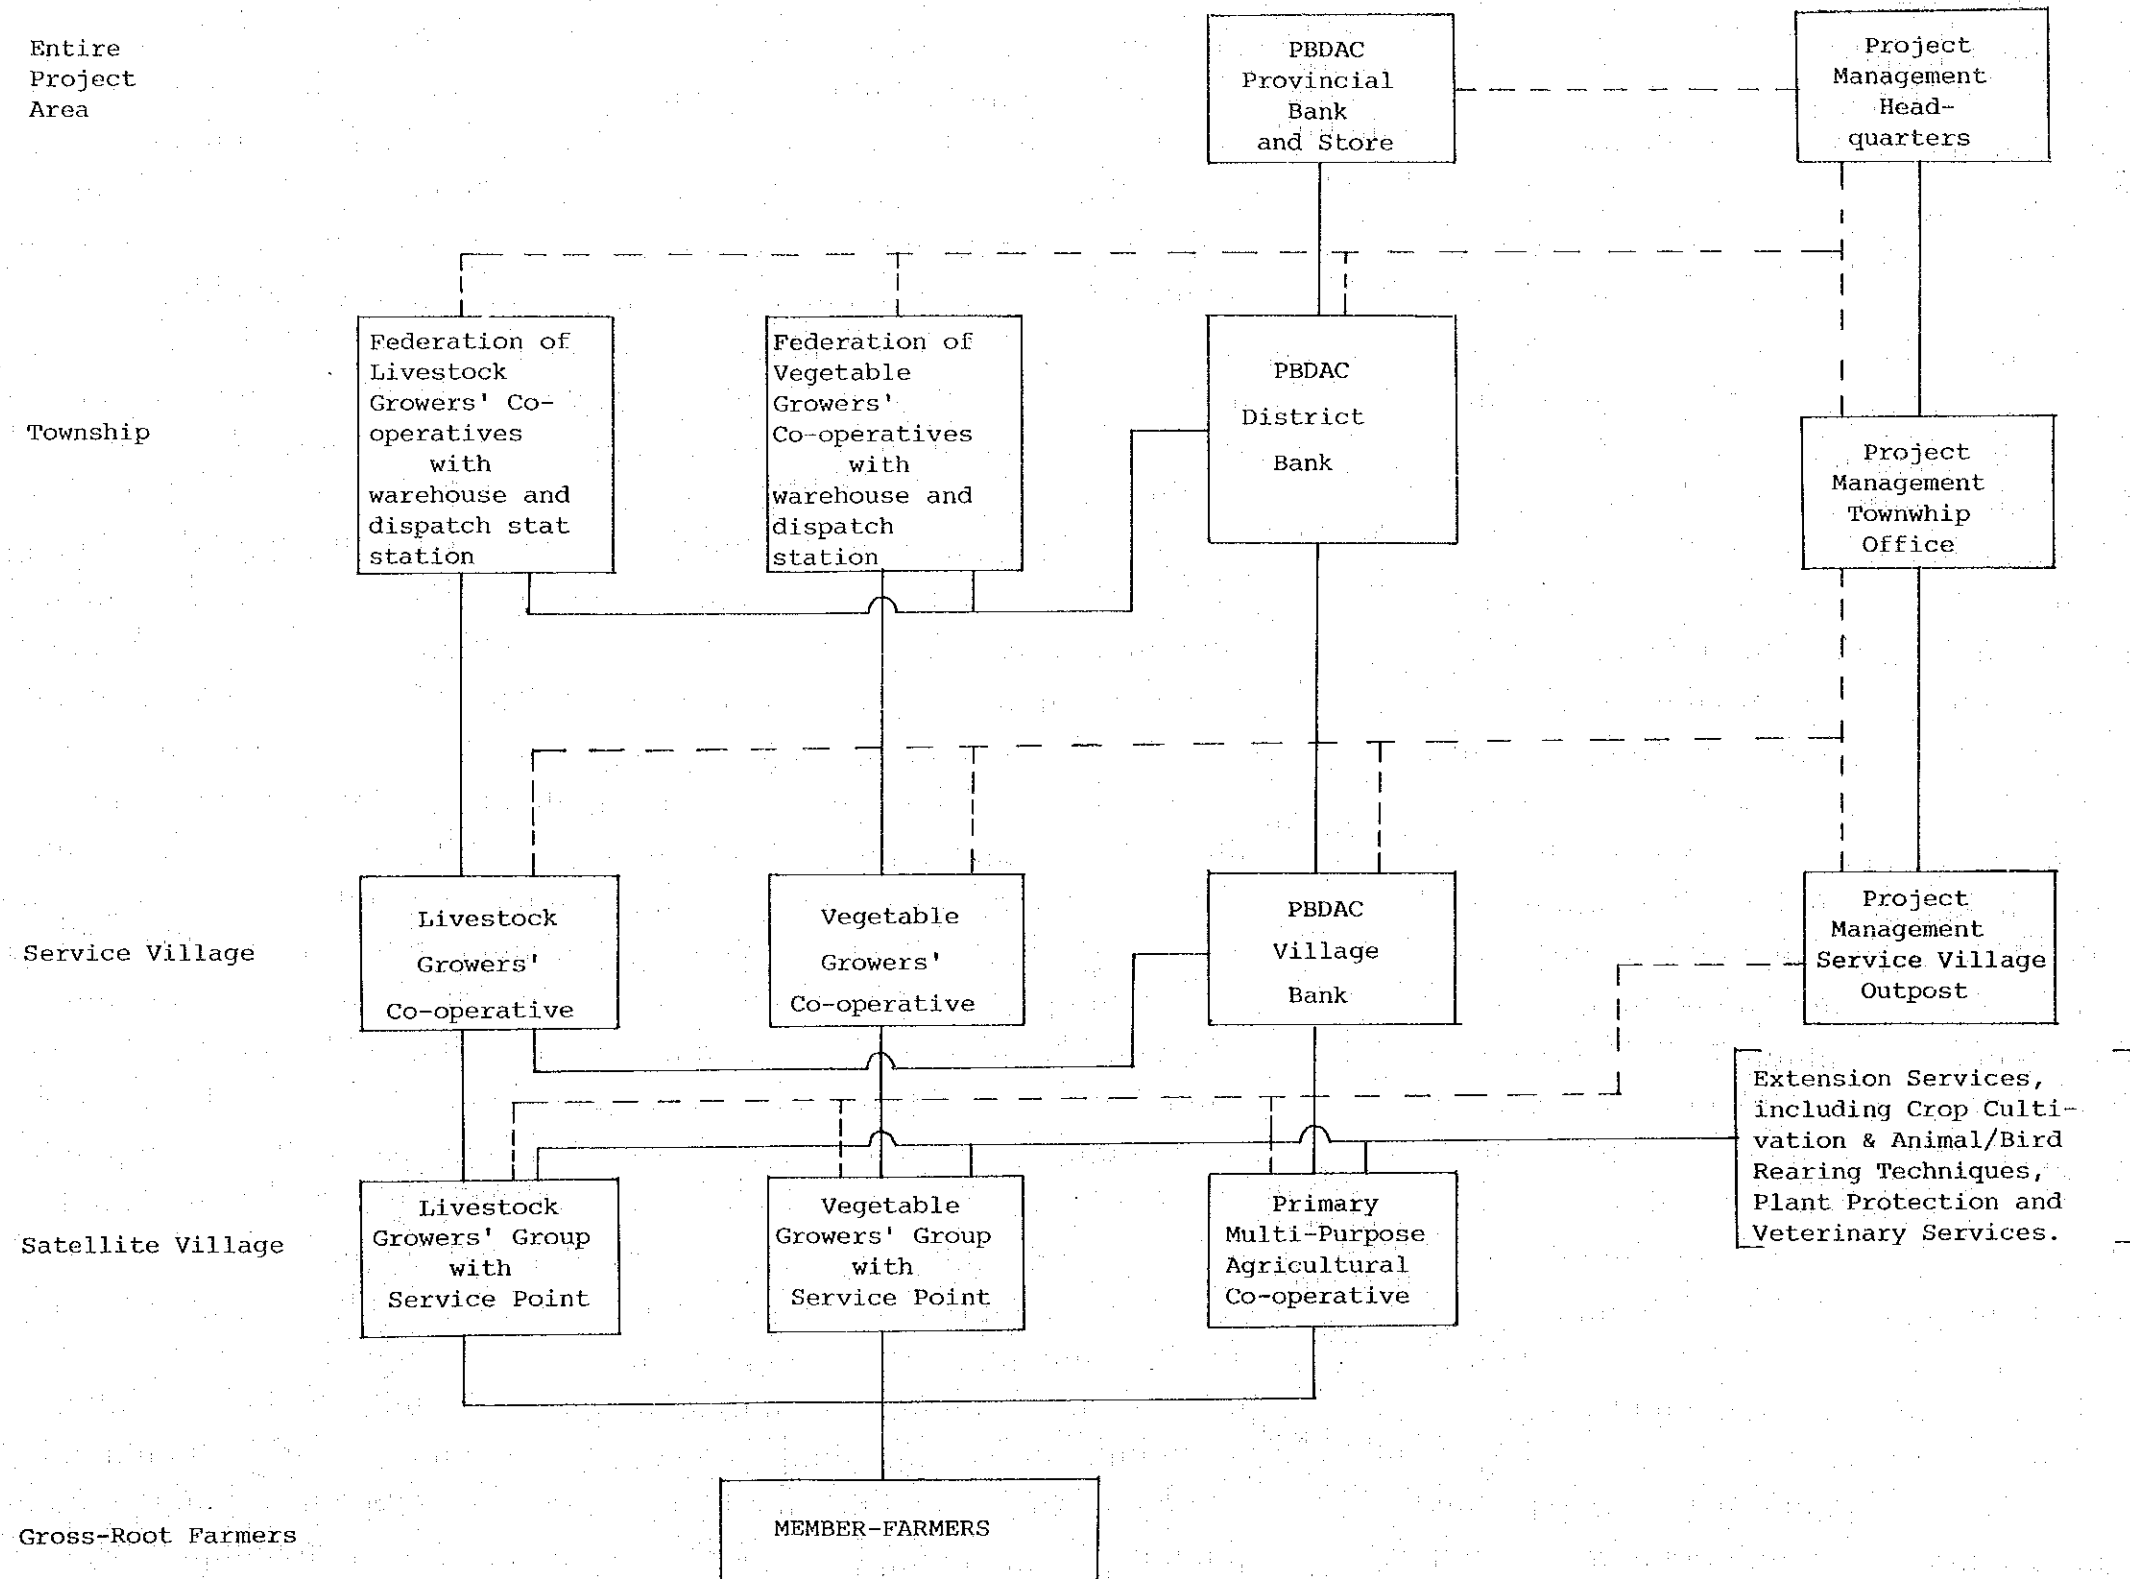 Entire
Project
Area
PBDAC
Provincial
Bank
and Store
Project
Management
Head-
quarters
Township
Federation of
Livestock
Growers' Co-
operatives
with
warehouse and
dispatch stat
station
Federation of
Vegetable
Growers'
Co-operatives
with
warehouse and
dispatch
station
PBDAC
District
Bank
Project
Management
Townwhip
Office
Service Village
Livestock
Growers'
Co-operative
Vegetable
Growers'
Co-operative
PBDAC
Village
Bank
Project
Management
Service Village
Outpost
Extension Services,
including Crop Culti-
vation & Animal/Bird
Rearing Techniques,
Plant Protection and
Veterinary Services.
Satellite Village
Livestock
Growers' Group
with
Service Point
Vegetable
Growers' Group
with
Service Point
Primary
Multi-Purpose
Agricultural
Co-operative
Gross-Root Farmers
MEMBER-FARMERS